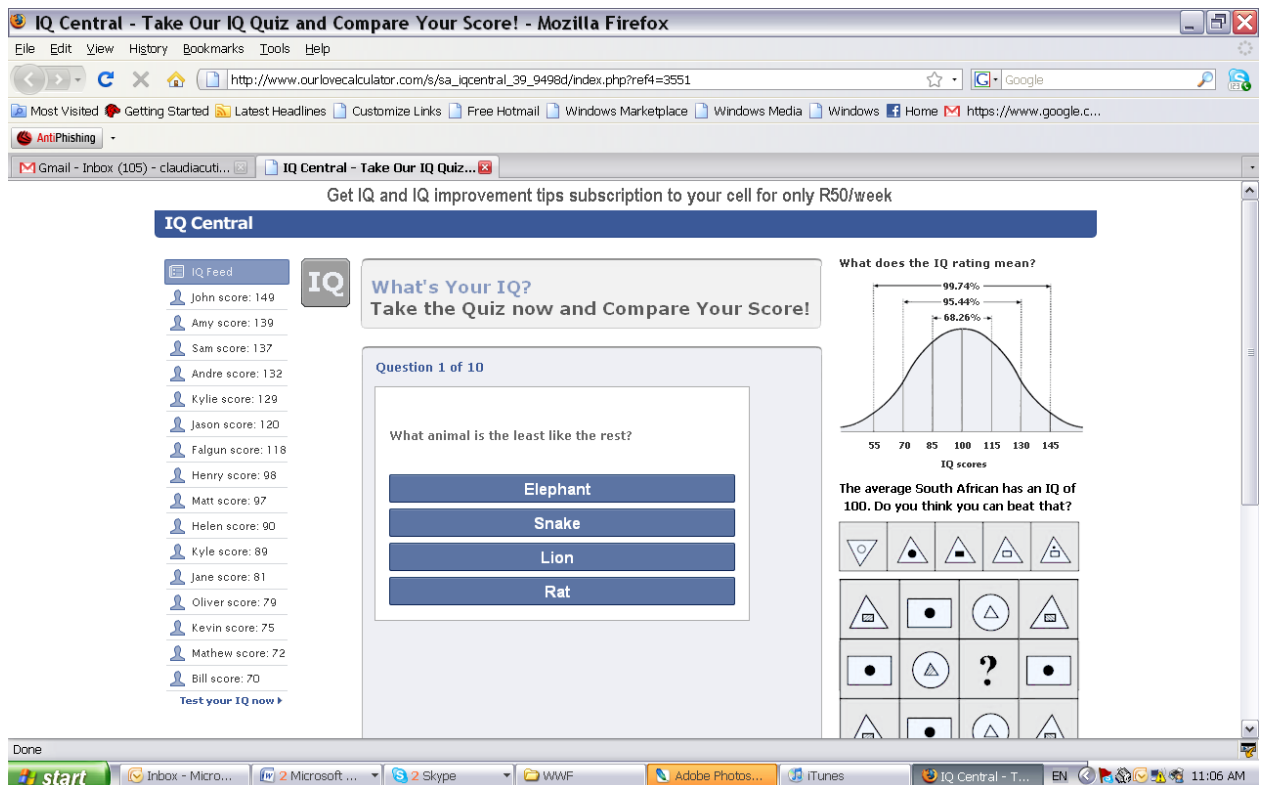 IQ Central - Take Our IQ Quiz and Compare Your Score! - Mozilla Firefox
File Edit View History Bookmarks Tools Help
http://www.ourlovecalculator.com/s/sa_iqcentral_39_9498d/index.php?ref4=3551
G Google
Most Visited Getting Started Latest Headlines Customize Links Free Hotmail Windows Marketplace Windows Media Windows Home https://www.google.c...
AntiPhishing
Gmail - Inbox (105) - claudiacuti... IQ Central - Take Our IQ Quiz...
Get IQ and IQ improvement tips subscription to your cell for only R50/week
IQ Central
IQ Feed
John score: 149
Amy score: 139
Sam score: 137
Andre score: 132
Kylie score: 129
Jason score: 120
Falgun score: 118
Henry score: 98
Matt score: 97
Helen score: 90
Kyle score: 89
Jane score: 81
Oliver score: 79
Kevin score: 75
Mathew score: 72
Bill score: 70
Test your IQ now
IQ
What's Your IQ?
Take the Quiz now and Compare Your Score!
Question 1 of 10
What animal is the least like the rest?
Elephant
Snake
Lion
Rat
What does the IQ rating mean?
99.74%
95.44%
68.26%
55 70 85 100 115 130 145
IQ scores
The average South African has an IQ of
100. Do you think you can beat that?
?
Done
start Inbox - Micro... 2 Microsoft ... 2 Skype WWF Adobe Photos... iTunes IQ Central - T... EN 11:06 AM